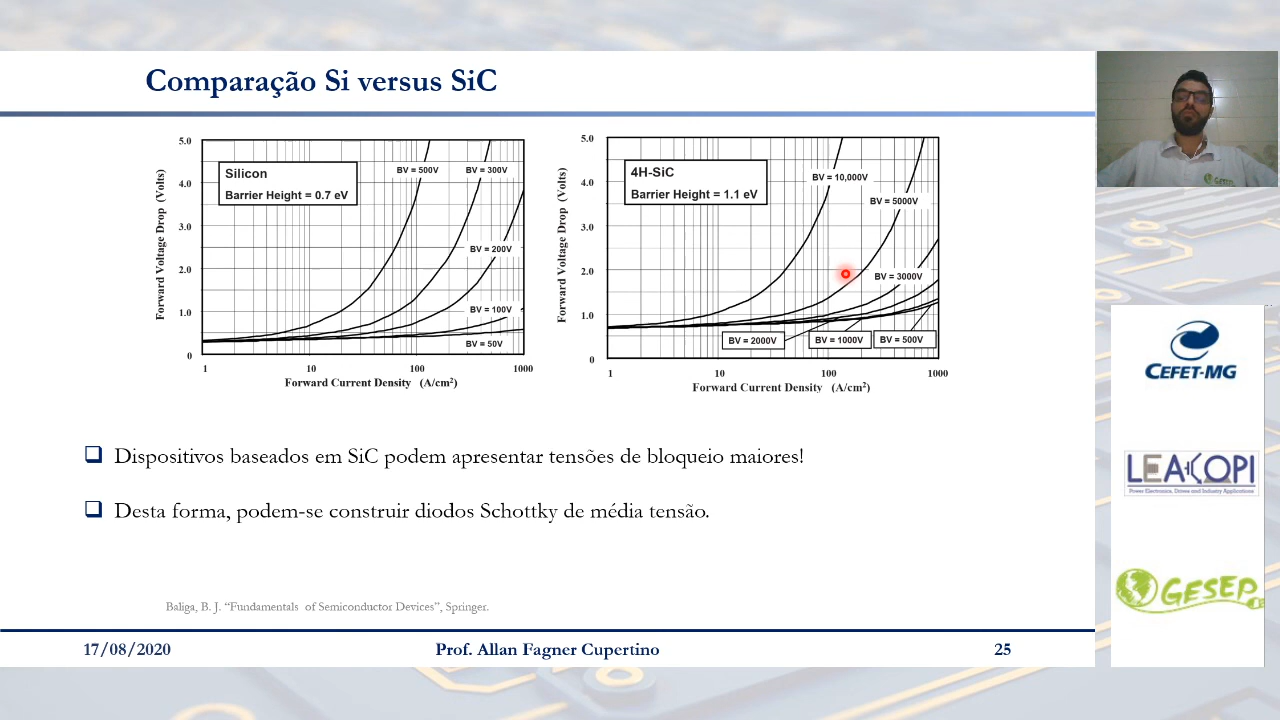 Comparação Si versus SiC
5.0
4.0
3.0
2.0
1.0
0
Forward Voltage Drop (Volts)
Silicon
Barrier Height = 0.7 eV
BV = 500V
BV = 300V
BV = 200V
BV = 100V
BV = 50V
1
10
100
1000
Forward Current Density (A/cm²)
5.0
4.0
3.0
2.0
1.0
0
Forward Voltage Drop (Volts)
4H-SiC
Barrier Height = 1.1 eV
BV = 10,000V
BV = 5000V
BV = 3000V
BV = 2000V
BV = 1000V
BV = 500V
1
10
100
1000
Forward Current Density (A/cm²)
Dispositivos baseados em SiC podem apresentar tensões de bloqueio maiores!
Desta forma, podem-se construir diodos Schottky de média tensão.
Baliga, B. J. “Fundamentals of Semiconductor Devices”, Springer.
17/08/2020
Prof. Allan Fagner Cupertino
25
Gesep
CEFET-MG
LEACOPI
Power Electronics, Drives and Industry Applications
GESEP